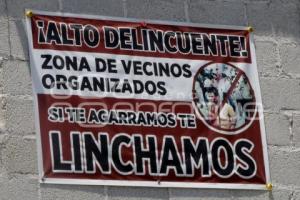 ¡ALTO DELINCUENTE!
ZONA DE VECINOS
ORGANIZADOS
SI TE AGARRAMOS TE
LINCHAMOS